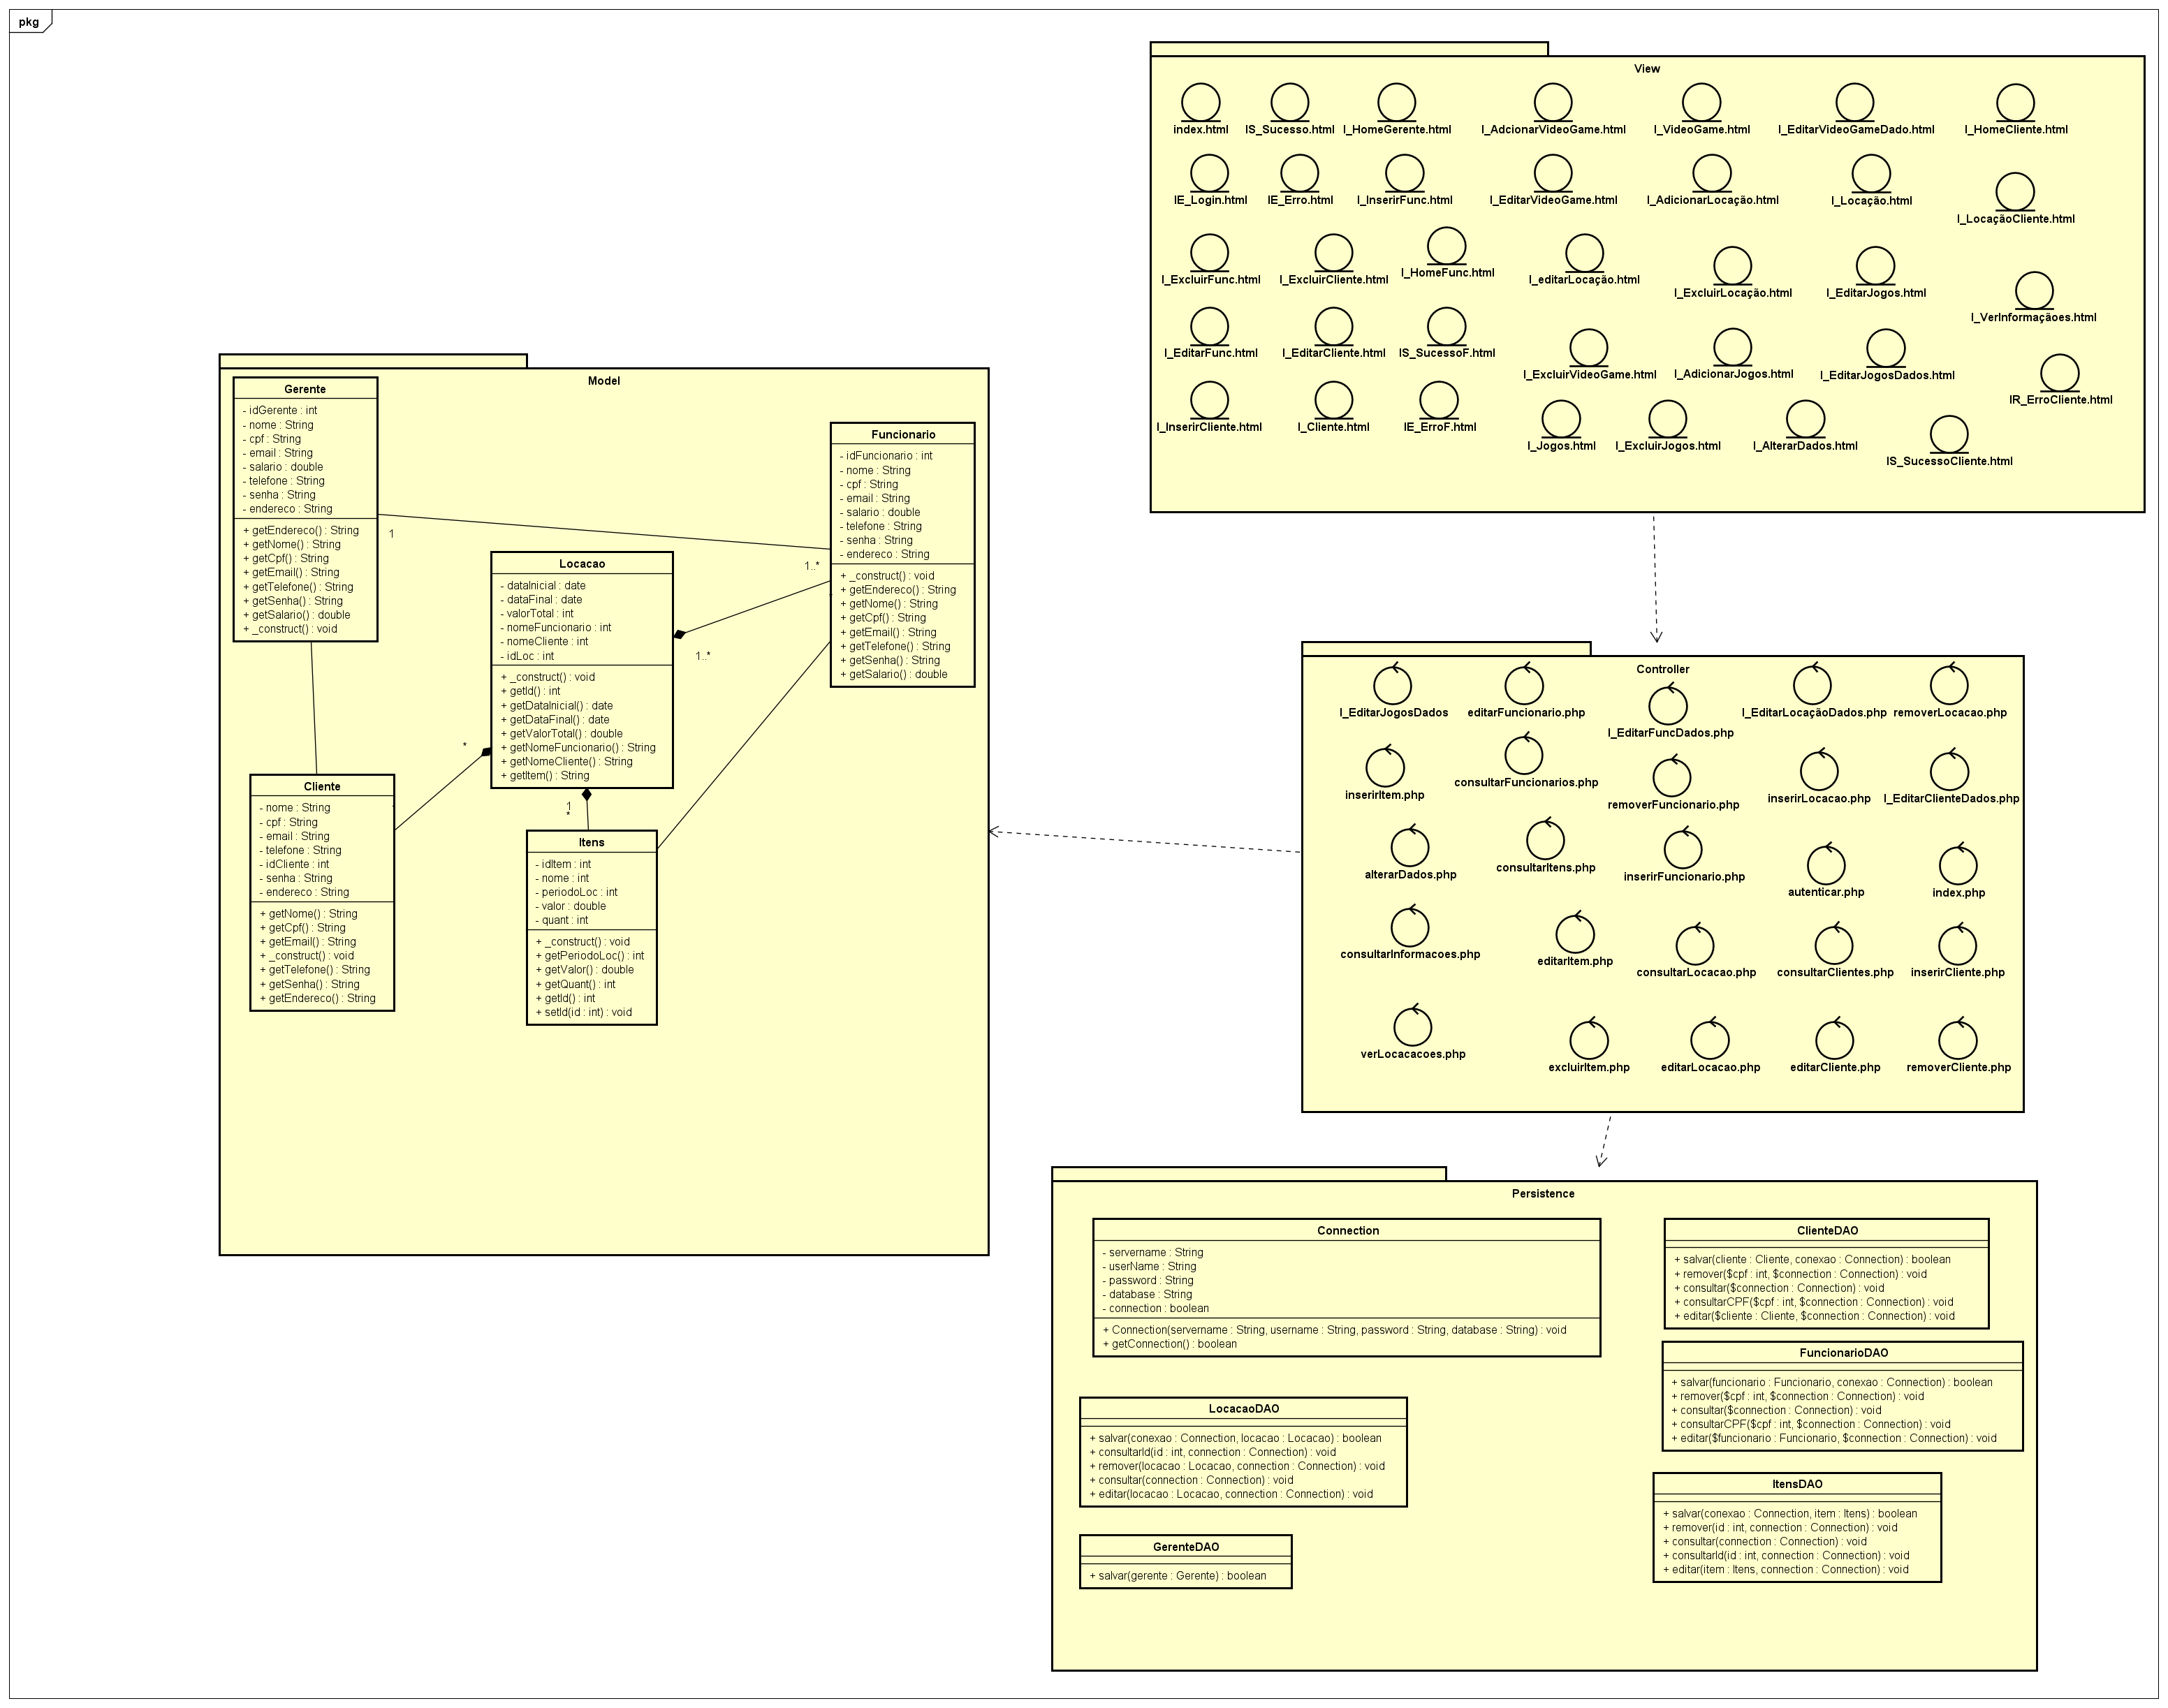 pkg
View
index.html
IS_Sucesso.html
I_HomeGerente.html
I_AdcionarVideoGame.html
I_VideoGame.html
I_EditarVideoGameDado.html
I_HomeCliente.html
IE_Login.html
IE_Erro.html
I_InserirFunc.html
I_EditarVideoGame.html
I_AdicionarLocação.html
I_Locação.html
I_LocaçãoCliente.html
I_ExcluirFunc.html
I_ExcluirCliente.html
I_HomeFunc.html
I_editarLocação.html
I_ExcluirLocação.html
I_EditarJogos.html
I_VerInformaçãoes.html
I_EditarFunc.html
I_EditarCliente.html
IS_SucessoF.html
I_ExcluirVideoGame.html
I_AdicionarJogos.html
I_EditarJogosDados.html
IR_ErroCliente.html
I_InserirCliente.html
I_Cliente.html
IE_ErroF.html
I_Jogos.html
I_ExcluirJogos.html
I_AlterarDados.html
IS_SucessoCliente.html
Model
Gerente
- idGerente : int
- nome : String
- cpf : String
- email : String
- salario : double
- telefone : String
- senha : String
- endereco : String
+ getEndereco() : String
+ getNome() : String
+ getCpf() : String
+ getEmail() : String
+ getTelefone() : String
+ getSenha() : String
+ getSalario() : double
+ _construct() : void
1
1..*
Funcionario
- idFuncionario : int
- nome : String
- cpf : String
- email : String
- salario : double
- telefone : String
- senha : String
- endereco : String
+ _construct() : void
+ getEndereco() : String
+ getNome() : String
+ getCpf() : String
+ getEmail() : String
+ getTelefone() : String
+ getSenha() : String
+ getSalario() : double
Locacao
- dataInicial : date
- dataFinal : date
- valorTotal : int
- nomeFuncionario : int
- nomeCliente : int
- idLoc : int
+ _construct() : void
+ getId() : int
+ getDataInicial() : date
+ getDataFinal() : date
+ getValorTotal() : double
+ getNomeFuncionario() : String
+ getNomeCliente() : String
+ getItem() : String
1..*
*
1
*
Cliente
- nome : String
- cpf : String
- email : String
- telefone : String
- idCliente : int
- senha : String
- endereco : String
+ getNome() : String
+ getCpf() : String
+ getEmail() : String
+ _construct() : void
+ getTelefone() : String
+ getSenha() : String
+ getEndereco() : String
Itens
- idItem : int
- nome : int
- periodoLoc : int
- valor : double
- quant : int
+ _construct() : void
+ getPeriodoLoc() : int
+ getValor() : double
+ getQuant() : int
+ getId() : int
+ setId(id : int) : void
Controller
I_EditarJogosDados
editarFuncionario.php
I_EditarFuncDados.php
I_EditarLocaçãoDados.php
removerLocacao.php
inserirItem.php
consultarFuncionarios.php
removerFuncionario.php
inserirLocacao.php
I_EditarClienteDados.php
alterarDados.php
consultarItens.php
inserirFuncionario.php
autenticar.php
index.php
consultarInformacoes.php
editarItem.php
consultarLocacao.php
consultarClientes.php
inserirCliente.php
verLocacacoes.php
excluirItem.php
editarLocacao.php
editarCliente.php
removerCliente.php
Persistence
Connection
- servername : String
- userName : String
- password : String
- database : String
- connection : boolean
+ Connection(servername : String, username : String, password : String, database : String) : void
+ getConnection() : boolean
ClienteDAO
+ salvar(cliente : Cliente, conexao : Connection) : boolean
+ remover($cpf : int, $connection : Connection) : void
+ consultar($connection : Connection) : void
+ consultarCPF($cpf : int, $connection : Connection) : void
+ editar($cliente : Cliente, $connection : Connection) : void
FuncionarioDAO
+ salvar(funcionario : Funcionario, conexao : Connection) : boolean
+ remover($cpf : int, $connection : Connection) : void
+ consultar($connection : Connection) : void
+ consultarCPF($cpf : int, $connection : Connection) : void
+ editar($funcionario : Funcionario, $connection : Connection) : void
LocacaoDAO
+ salvar(conexao : Connection, locacao : Locacao) : boolean
+ consultarId(id : int, connection : Connection) : void
+ remover(locacao : Locacao, connection : Connection) : void
+ consultar(connection : Connection) : void
+ editar(locacao : Locacao, connection : Connection) : void
ItensDAO
+ salvar(conexao : Connection, item : Itens) : boolean
+ remover(id : int, connection : Connection) : void
+ consultar(connection : Connection) : void
+ consultarId(id : int, connection : Connection) : void
+ editar(item : Itens, connection : Connection) : void
GerenteDAO
+ salvar(gerente : Gerente) : boolean